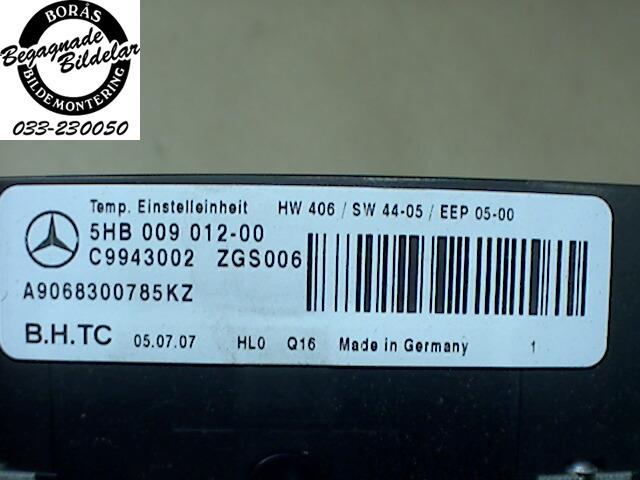 BORÅS
Begagnade
Bildelar
BILDEMONTERING
033-230050
Temp. Einstelleinheit HW 406 / SW 44-05 / EEP 05-00
5HB 009 012-00
C9943002 ZGS006
A9068300785KZ
B.H.TC 05.07.07 HL0 Q16 Made in Germany 1